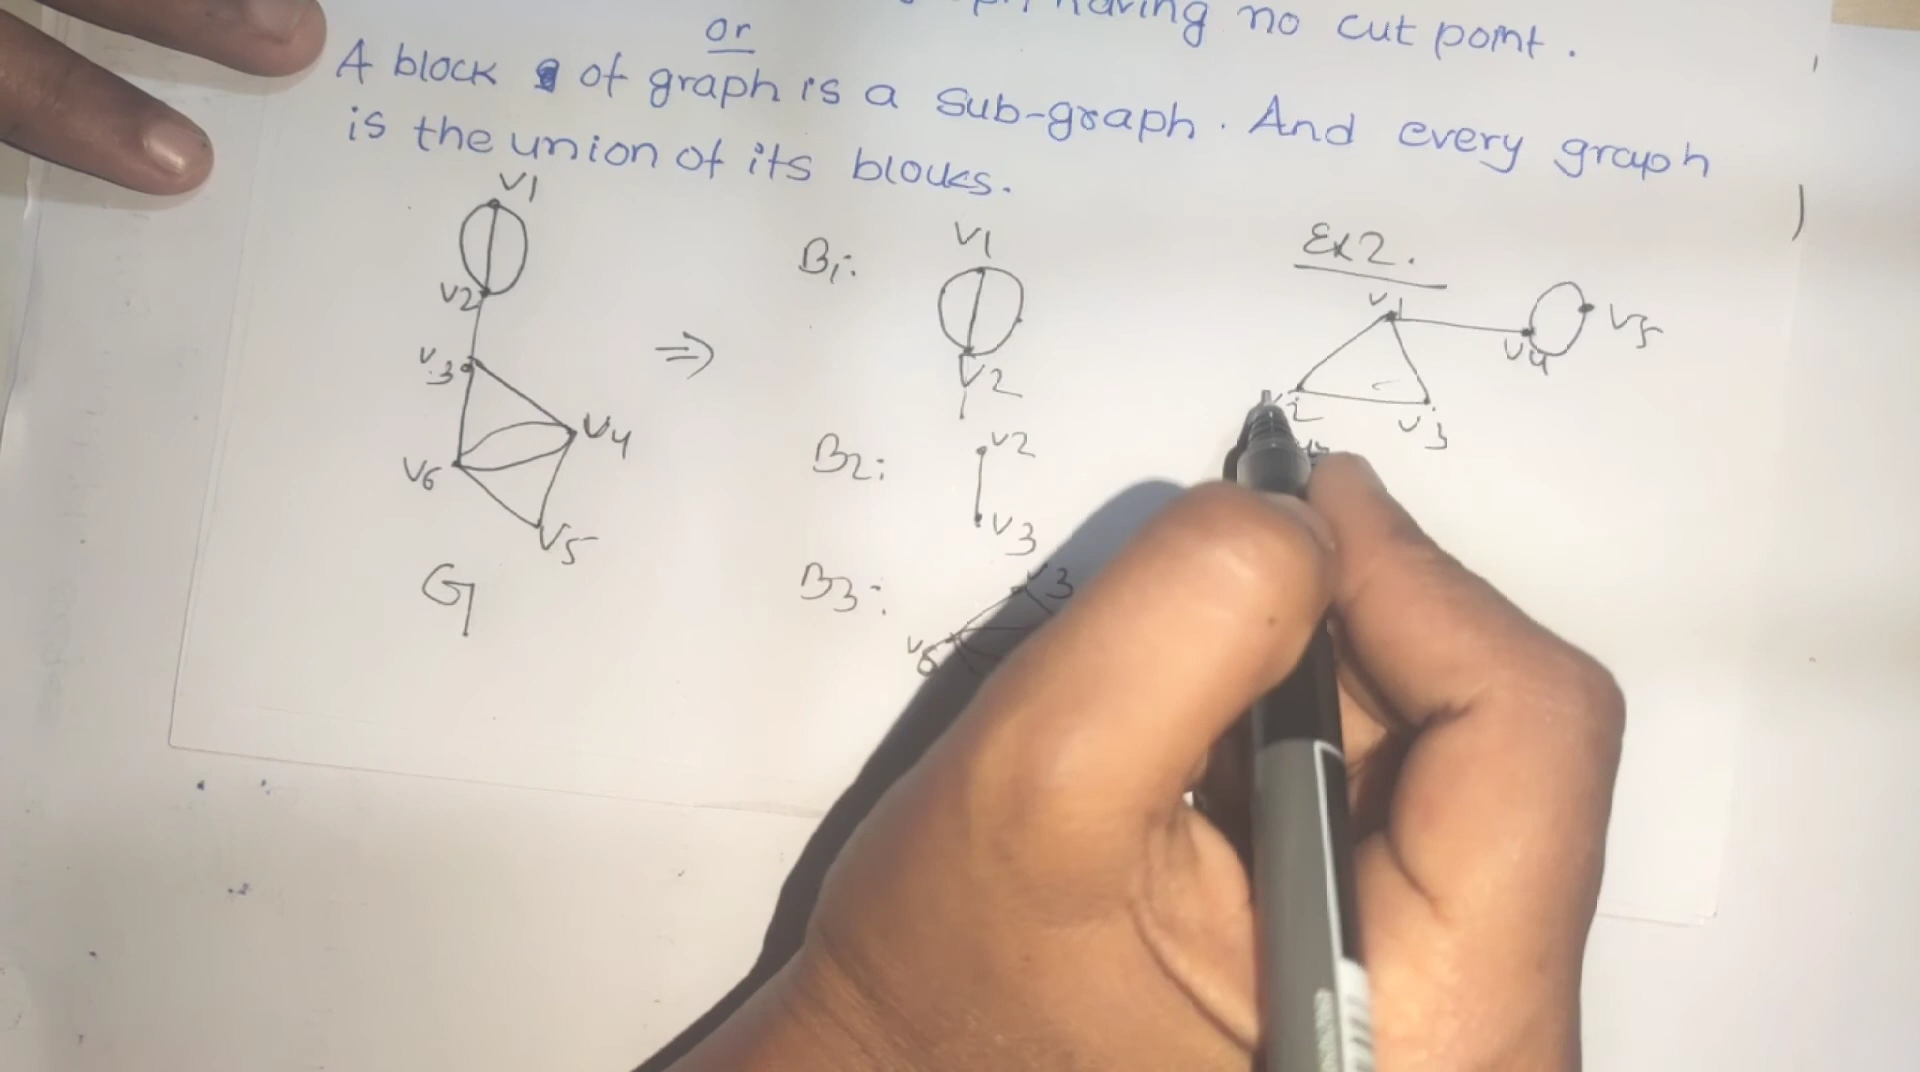 having no cut point.
or
A block of graph is a sub-graph. And every graph
is the union of its blocks.
V1
V2
V3
V4
V6
V5
G
⇒
B1:
V1
V2
B2:
V2
V3
B3:
V3
V6
Ex2.
V1
V5
V4
V2
V3